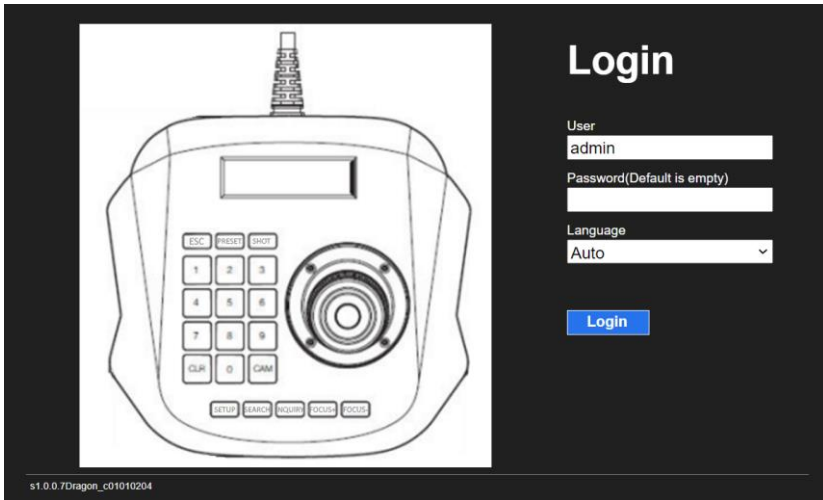 ESC PRESET SHOT
1 2 3
4 5 6
7 8 9
CLR 0 CAM
SETUP SEARCH INQUIRY FOCUS+ FOCUS-
Login
User
admin
Password(Default is empty)
Language
Auto
Login
s1.0.0.7Dragon_c01010204